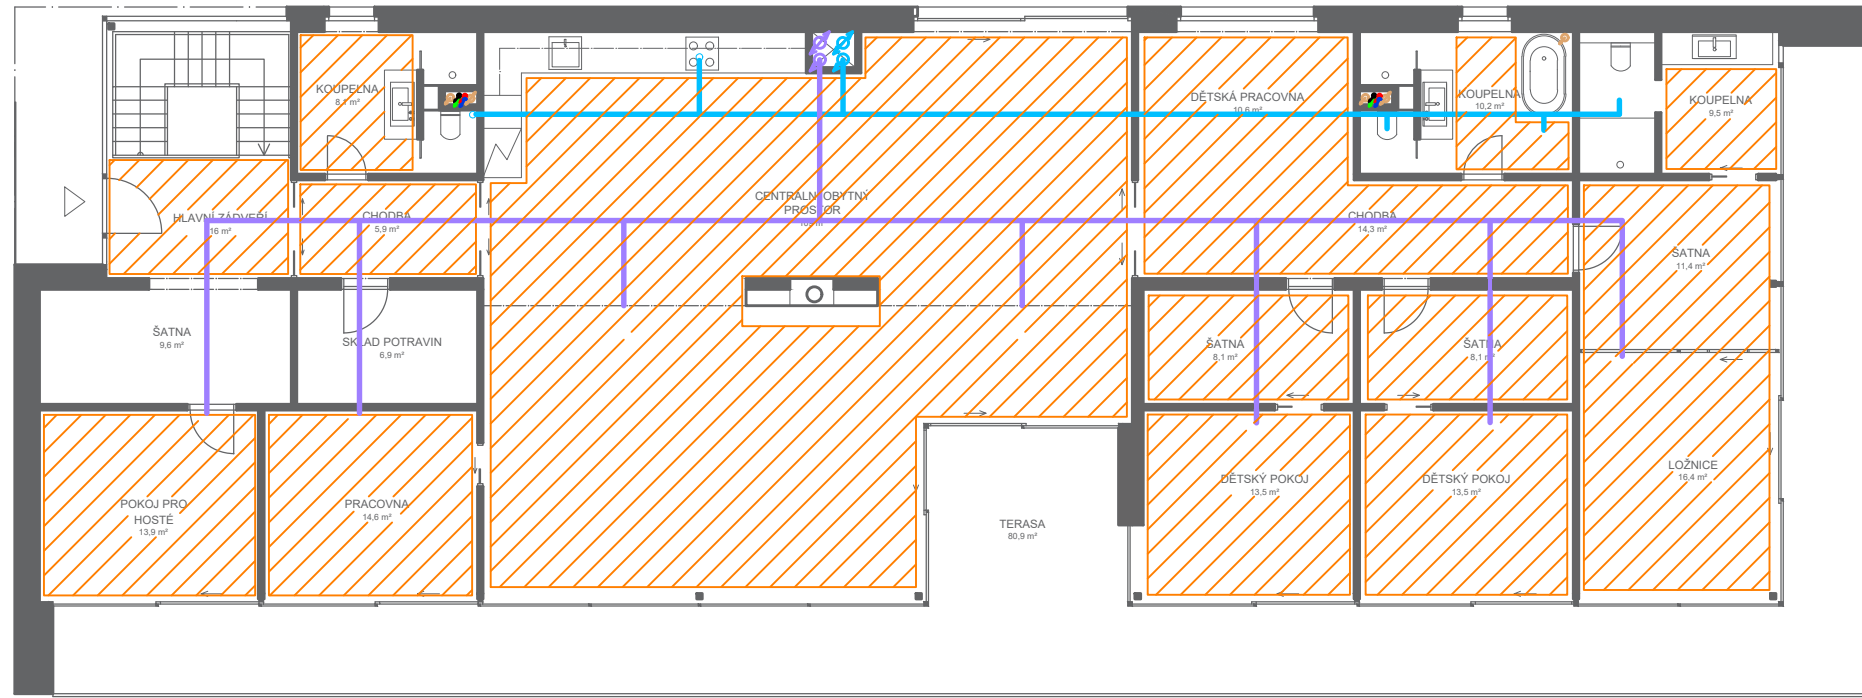 KOUPELNA
8,1 m²
DĚTSKÁ PRACOVNA
10,6 m²
KOUPELNA
10,2 m²
KOUPELNA
9,5 m²
HLAVNÍ ZÁDVEŘÍ
16 m²
CHODBA
5,9 m²
CENTRALNÍ OBYTNÝ
PROSTOR
CHODBA
14,3 m²
ŠATNA
11,4 m²
ŠATNA
9,6 m²
SKLAD POTRAVIN
6,9 m²
ŠATNA
8,1 m²
ŠATNA
8,1 m²
POKOJ PRO
HOSTĚ
13,9 m²
PRACOVNA
14,6 m²
TERASA
80,9 m²
DĚTSKÝ POKOJ
13,5 m²
DĚTSKÝ POKOJ
13,5 m²
LOŽNICE
16,4 m²